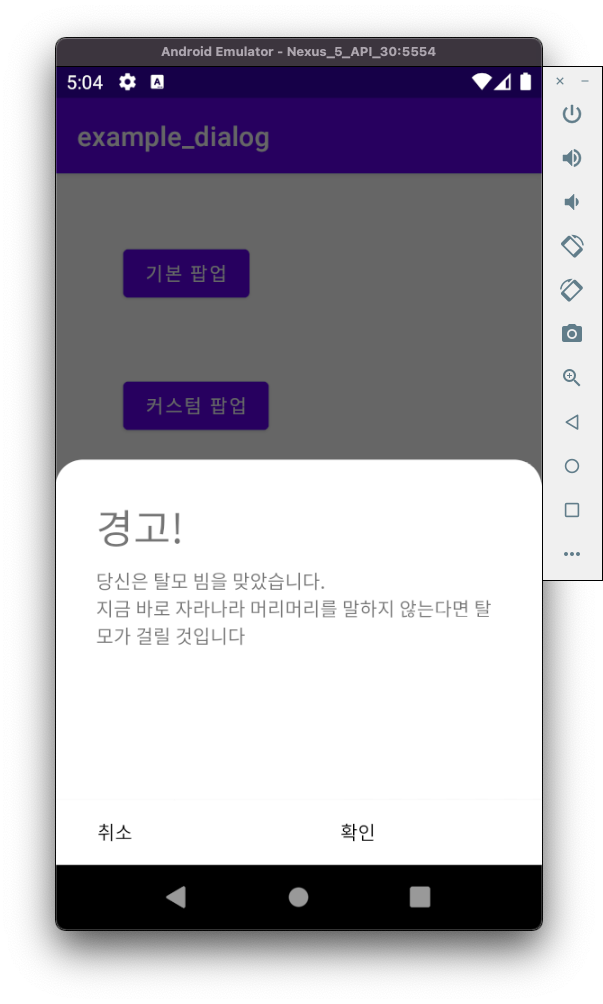 Android Emulator - Nexus_5_API_30:5554
5:04
A
example_dialog
기본 팝업
커스텀 팝업
경고!
당신은 탈모 빔을 맞았습니다.
지금 바로 자라나라 머리머리를 말하지 않는다면 탈
모가 걸릴 것입니다
취소
확인